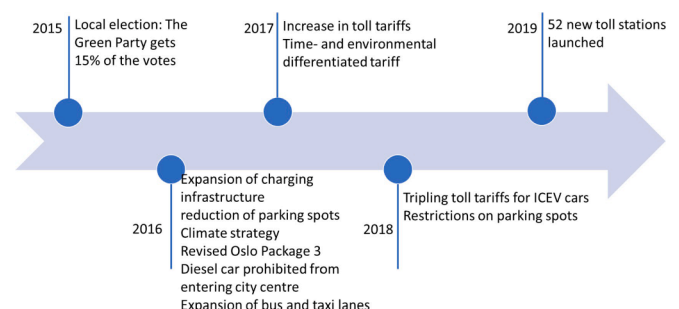 2015
Local election: The
Green Party gets
15% of the votes
2016
Expansion of charging
infrastructure
reduction of parking spots
Climate strategy
Revised Oslo Package 3
Diesel car prohibited from
entering city centre
Expansion of bus and taxi lanes
2017
Increase in toll tariffs
Time- and environmental
differentiated tariff
2018
Tripling toll tariffs for ICEV cars
Restrictions on parking spots
2019
52 new toll stations
launched